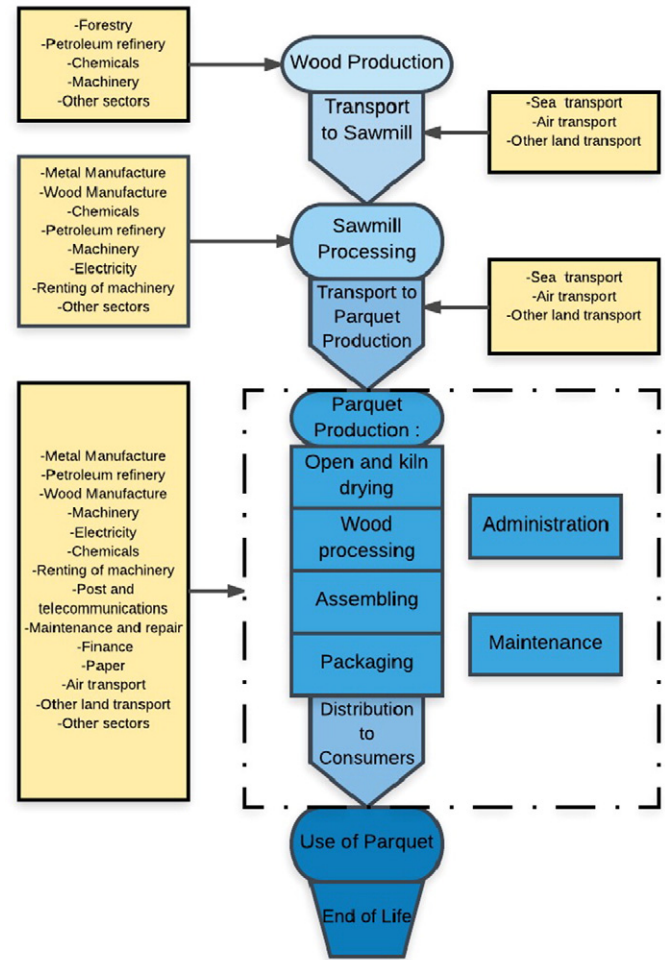 -Forestry
-Petroleum refinery
-Chemicals
-Machinery
-Other sectors
Wood Production
Transport
to Sawmill
-Sea transport
-Air transport
-Other land transport
-Metal Manufacture
-Wood Manufacture
-Chemicals
-Petroleum refinery
-Machinery
-Electricity
-Renting of machinery
-Other sectors
Sawmill
Processing
Transport to
Parquet
Production
-Sea transport
-Air transport
-Other land transport
-Metal Manufacture
-Petroleum refinery
-Wood Manufacture
-Machinery
-Electricity
-Chemicals
-Renting of machinery
-Post and
telecommunications
-Maintenance and repair
-Finance
-Paper
-Air transport
-Other land transport
-Other sectors
Parquet
Production :
Open and kiln
drying
Wood
processing
Assembling
Packaging
Administration
Maintenance
Distribution
to
Consumers
Use of Parquet
End of Life